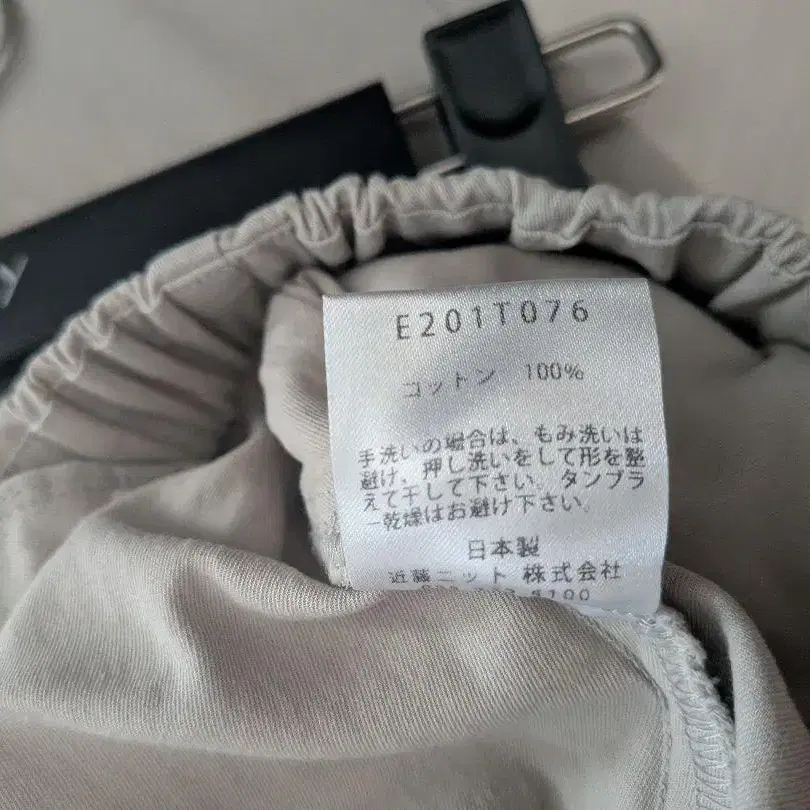 E201T076
コットン 100%
手洗いの場合は、もみ洗いは
避け、押し洗いをして形を整
えて干して下さい。タンブラ
ー乾燥はお避け下さい。
日本製
近藤ニット 株式会社